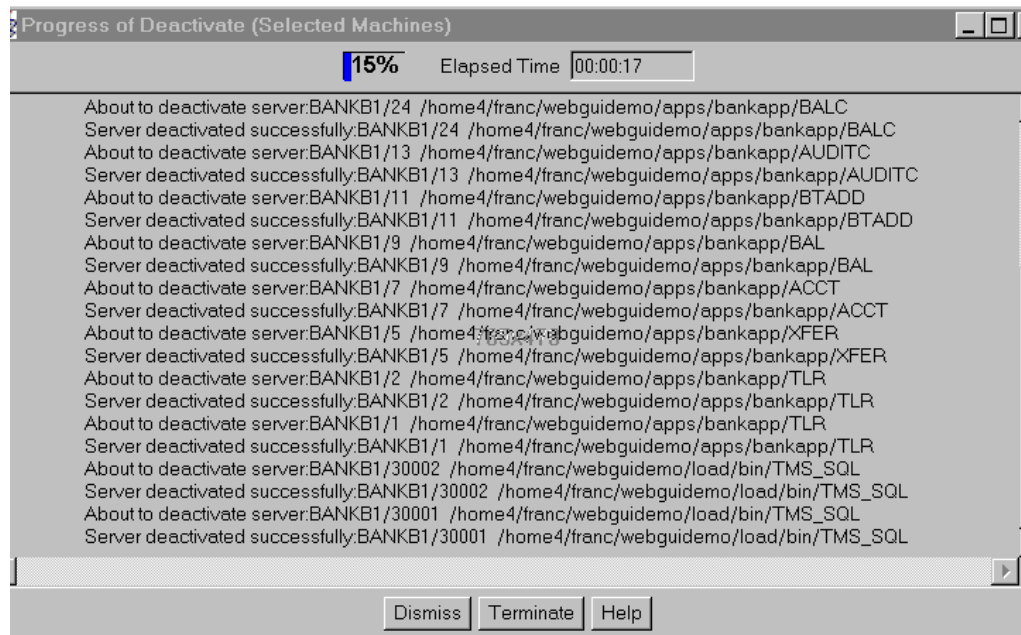 Progress of Deactivate (Selected Machines)
15% Elapsed Time 00:00:17
About to deactivate server:BANKB1/24 /home4/franc/webguidemo/apps/bankapp/BALC
Server deactivated successfully:BANKB1/24 /home4/franc/webguidemo/apps/bankapp/BALC
About to deactivate server:BANKB1/13 /home4/franc/webguidemo/apps/bankapp/AUDITC
Server deactivated successfully:BANKB1/13 /home4/franc/webguidemo/apps/bankapp/AUDITC
About to deactivate server:BANKB1/11 /home4/franc/webguidemo/apps/bankapp/BTADD
Server deactivated successfully:BANKB1/11 /home4/franc/webguidemo/apps/bankapp/BTADD
About to deactivate server:BANKB1/9 /home4/franc/webguidemo/apps/bankapp/BAL
Server deactivated successfully:BANKB1/9 /home4/franc/webguidemo/apps/bankapp/BAL
About to deactivate server:BANKB1/7 /home4/franc/webguidemo/apps/bankapp/ACCT
Server deactivated successfully:BANKB1/7 /home4/franc/webguidemo/apps/bankapp/ACCT
About to deactivate server:BANKB1/5 /home4/franc/webguidemo/apps/bankapp/XFER
Server deactivated successfully:BANKB1/5 /home4/franc/webguidemo/apps/bankapp/XFER
About to deactivate server:BANKB1/2 /home4/franc/webguidemo/apps/bankapp/TLR
Server deactivated successfully:BANKB1/2 /home4/franc/webguidemo/apps/bankapp/TLR
About to deactivate server:BANKB1/1 /home4/franc/webguidemo/apps/bankapp/TLR
Server deactivated successfully:BANKB1/1 /home4/franc/webguidemo/apps/bankapp/TLR
About to deactivate server:BANKB1/30002 /home4/franc/webguidemo/load/bin/TMS_SQL
Server deactivated successfully:BANKB1/30002 /home4/franc/webguidemo/load/bin/TMS_SQL
About to deactivate server:BANKB1/30001 /home4/franc/webguidemo/load/bin/TMS_SQL
Server deactivated successfully:BANKB1/30001 /home4/franc/webguidemo/load/bin/TMS_SQL
Dismiss Terminate Help